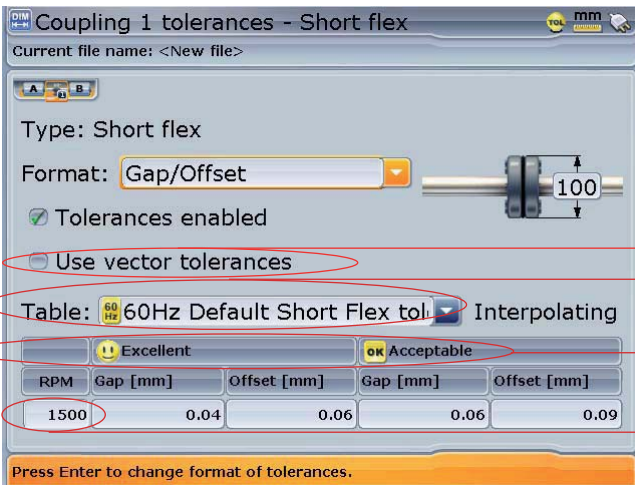 DIM Coupling 1 tolerances - Short flex TOL mm
Current file name: <New file>
A 1 B
Type: Short flex
Format: Gap/Offset
100
Tolerances enabled
Use vector tolerances
Table: 60 Hz 60Hz Default Short Flex tol Interpolating
Excellent OK Acceptable
RPM Gap [mm] Offset [mm] Gap [mm] Offset [mm]
1500 0.04 0.06 0.06 0.09
Press Enter to change format of tolerances.